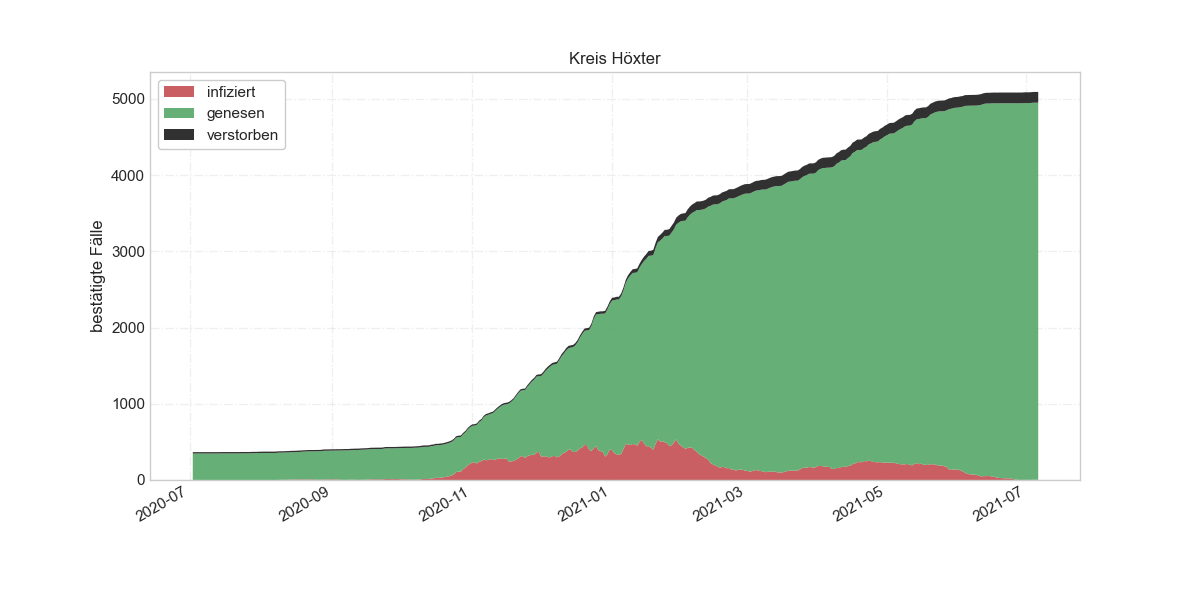 Kreis Höxter
infiziert
genesen
verstorben
bestätigte Fälle
5000
4000
3000
2000
1000
0
2020-07
2020-09
2020-11
2021-01
2021-03
2021-05
2021-07